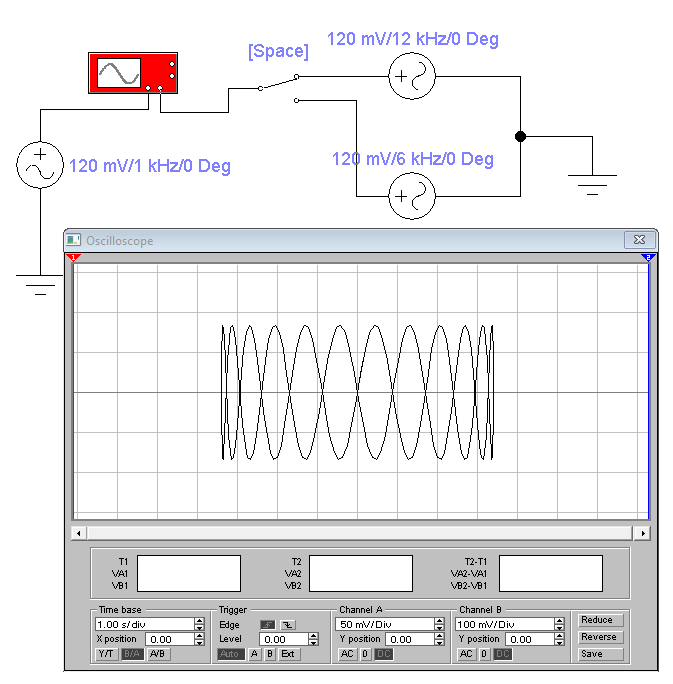 120 mV/12 kHz/0 Deg
[Space]
120 mV/6 kHz/0 Deg
120 mV/1 kHz/0 Deg
Oscilloscope
1
2
T1
VA1
VB1
T2
VA2
VB2
T2-T1
VA2-VA1
VB2-VB1
Time base
1.00 s/div
X position 0.00
Y/T B/A A/B
Trigger
Edge
Level 0.00
Auto A B Ext
Channel A
50 mV/Div
Y position 0.00
AC 0 DC
Channel B
100 mV/Div
Y position 0.00
AC 0 DC
Reduce
Reverse
Save